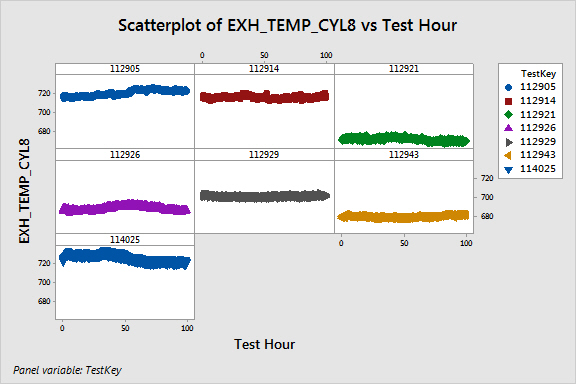 Scatterplot of EXH_TEMP_CYL8 vs Test Hour
0 50 100
112905 112914 112921
720
700
680
112926 112929 112943
720
700
680
114025
0 50 100
720
700
680
0 50 100
EXH_TEMP_CYL8
Test Hour
TestKey
112905
112914
112921
112926
112929
112943
114025
Panel variable: TestKey